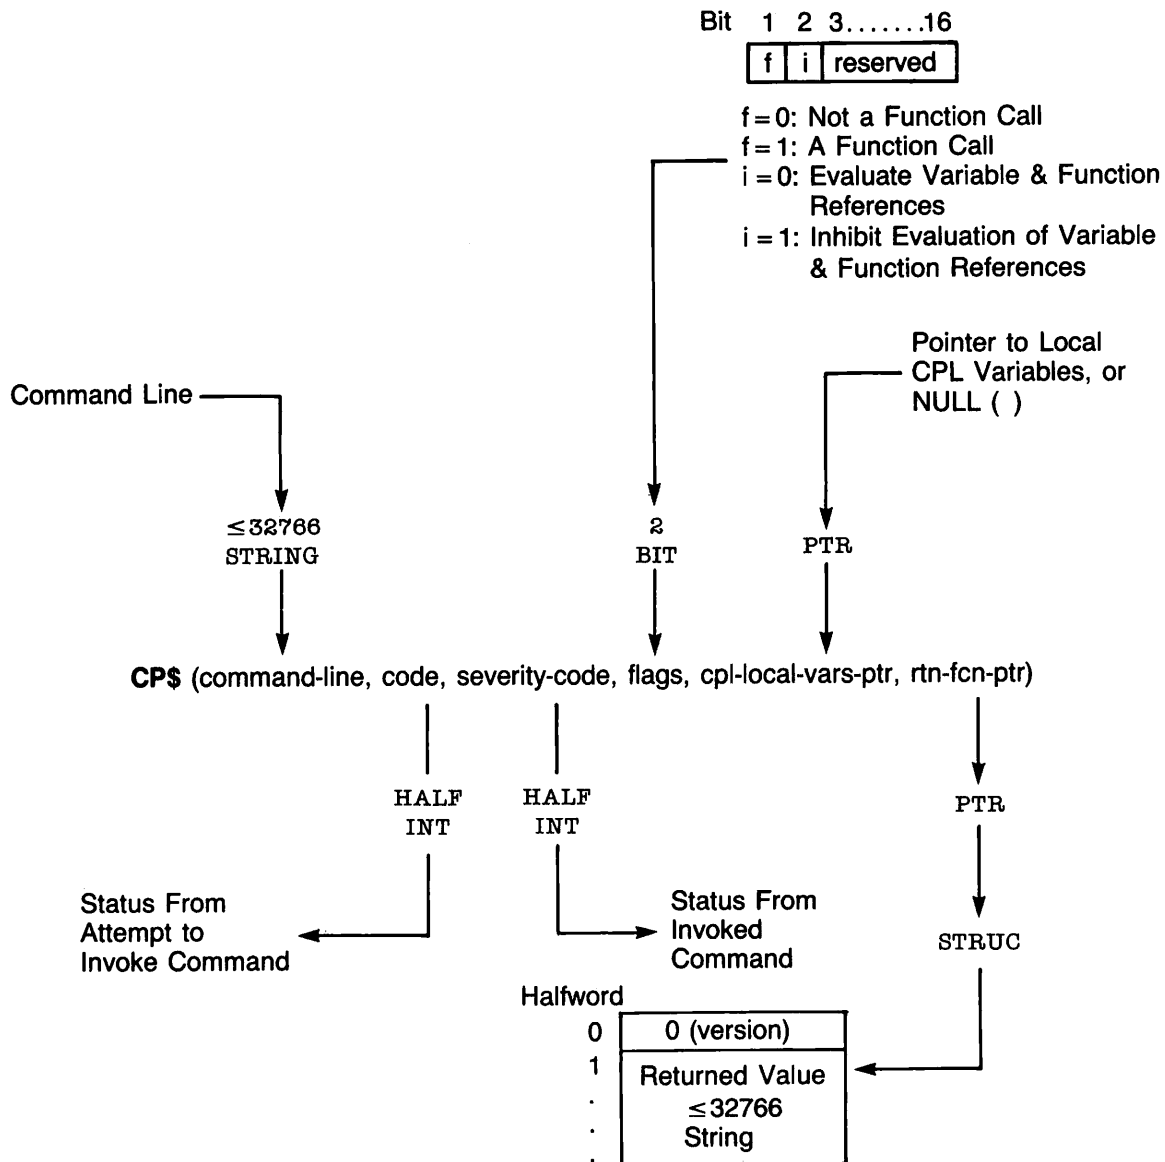 Bit 1 2 3.......16
f i reserved
f = 0: Not a Function Call
f = 1: A Function Call
i = 0: Evaluate Variable & Function
References
i = 1: Inhibit Evaluation of Variable
& Function References
Pointer to Local
CPL Variables, or
NULL ( )
Command Line
≤32766
STRING
2
BIT
PTR
CP$ (command-line, code, severity-code, flags, cpl-local-vars-ptr, rtn-fcn-ptr)
HALF
INT
HALF
INT
PTR
Status From
Attempt to
Invoke Command
Status From
Invoked
Command
STRUC
Halfword
0 0 (version)
1 Returned Value
. ≤32766
. String
.